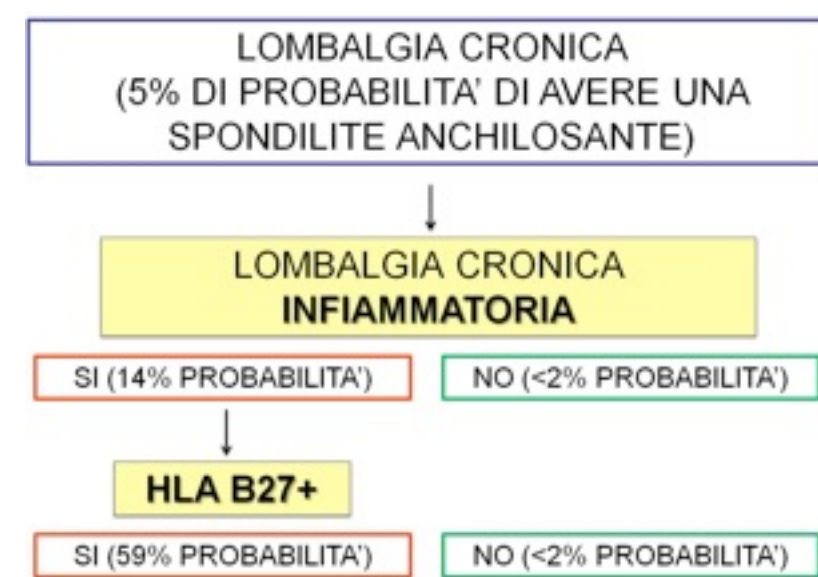 LOMBALGIA CRONICA
(5% DI PROBABILITA' DI AVERE UNA
SPONDILITE ANCHILOSANTE)
LOMBALGIA CRONICA
INFIAMMATORIA
SI (14% PROBABILITA')
NO (<2% PROBABILITA')
HLA B27+
SI (59% PROBABILITA')
NO (<2% PROBABILITA')